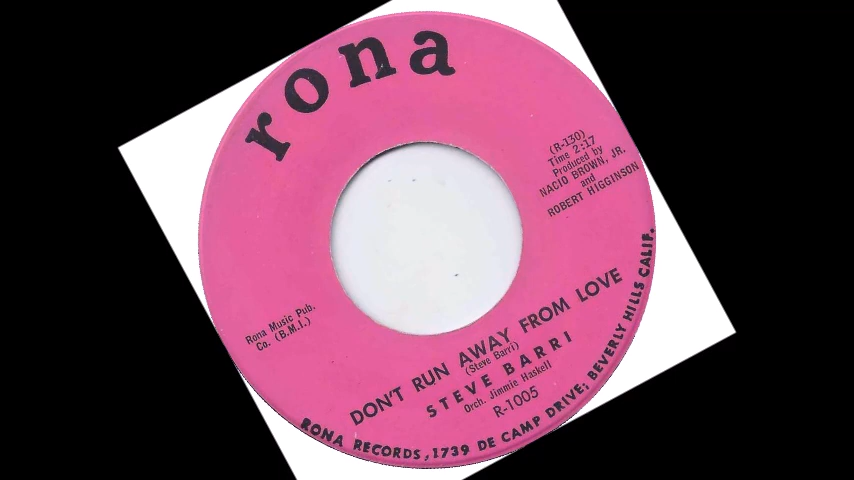 rona
(R-130)
Time 2:17
Produced by
NACIO BROWN, JR.
and
ROBERT HIGGINSON
Rona Music Pub.
Co. (B.M.I.)
DON'T RUN AWAY FROM LOVE
(Steve Barri)
STEVE BARRI
Orch. Jimmie Haskell
R-1005
RONA RECORDS, 1739 DE CAMP DRIVE; BEVERLY HILLS CALIF.